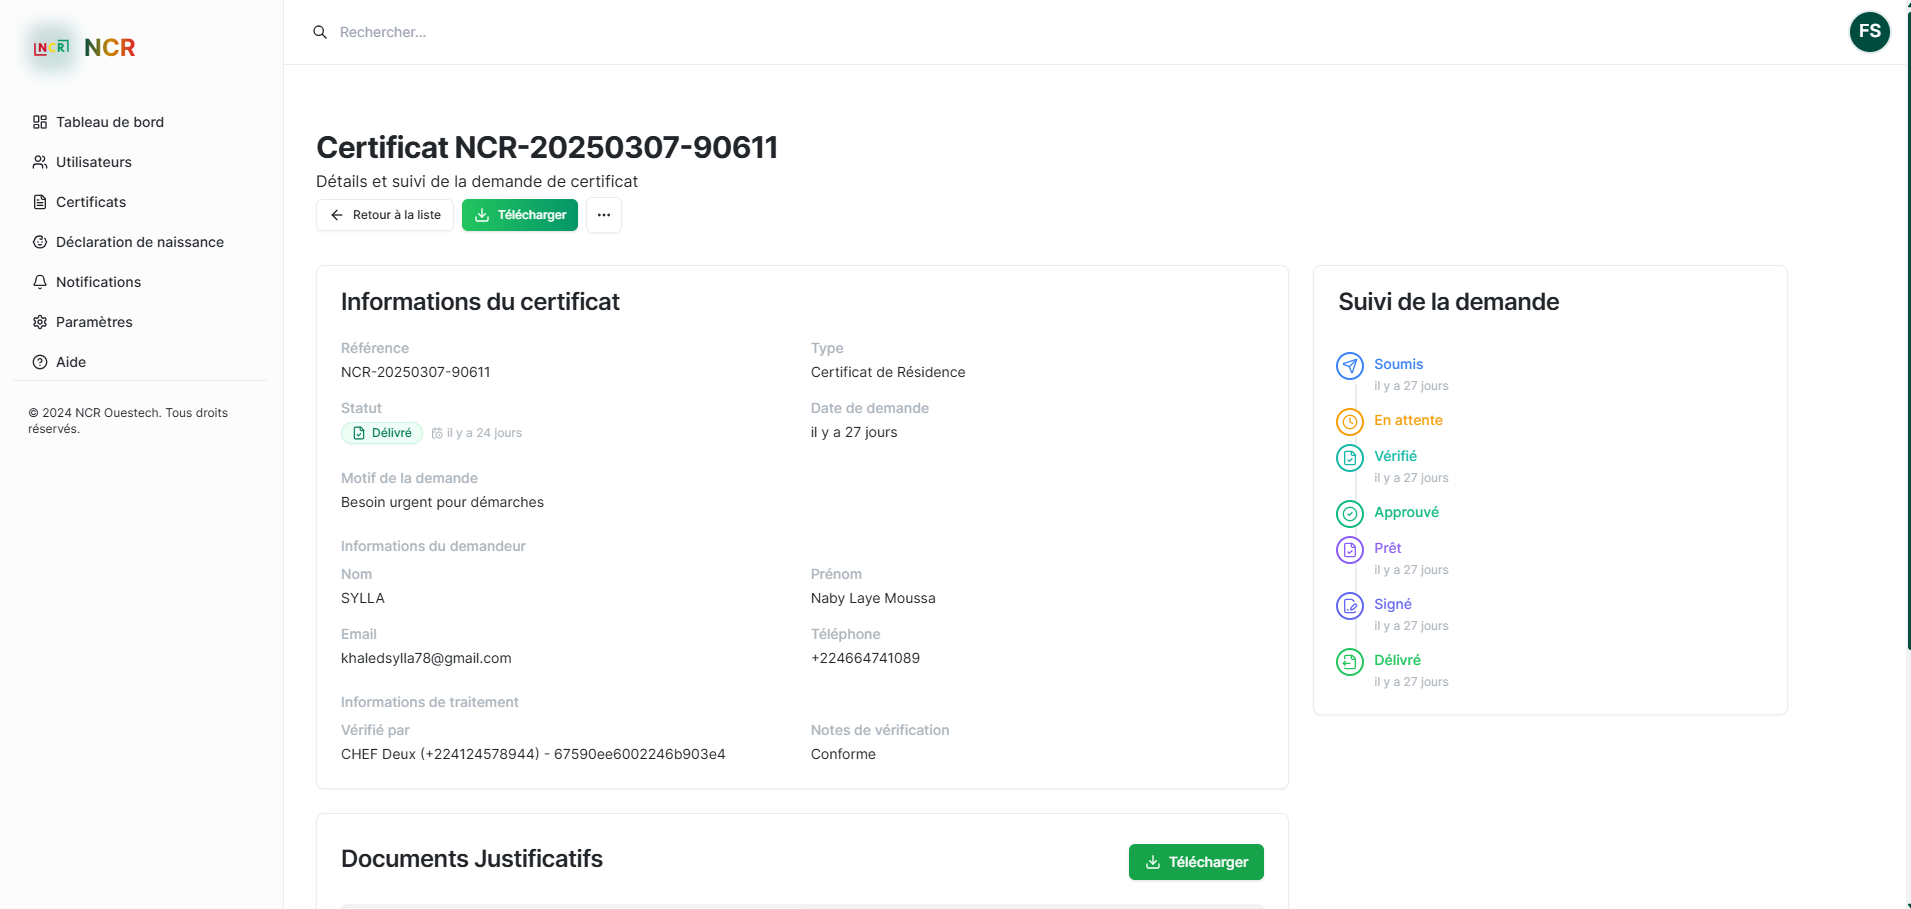 NCR
NCR
Rechercher...
FS
Tableau de bord
Utilisateurs
Certificats
Déclaration de naissance
Notifications
Paramètres
Aide
© 2024 NCR Ouestech. Tous droits
réservés.
Certificat NCR-20250307-90611
Détails et suivi de la demande de certificat
Retour à la liste
Télécharger
Informations du certificat
Référence
NCR-20250307-90611
Type
Certificat de Résidence
Statut
Délivré il y a 24 jours
Date de demande
il y a 27 jours
Motif de la demande
Besoin urgent pour démarches
Informations du demandeur
Nom
SYLLA
Prénom
Naby Laye Moussa
Email
khaledsylla78@gmail.com
Téléphone
+224664741089
Informations de traitement
Vérifié par
CHEF Deux (+224124578944) - 67590ee6002246b903e4
Notes de vérification
Conforme
Suivi de la demande
Soumis
il y a 27 jours
En attente
Vérifié
il y a 27 jours
Approuvé
Prêt
il y a 27 jours
Signé
il y a 27 jours
Délivré
il y a 27 jours
Documents Justificatifs
Télécharger